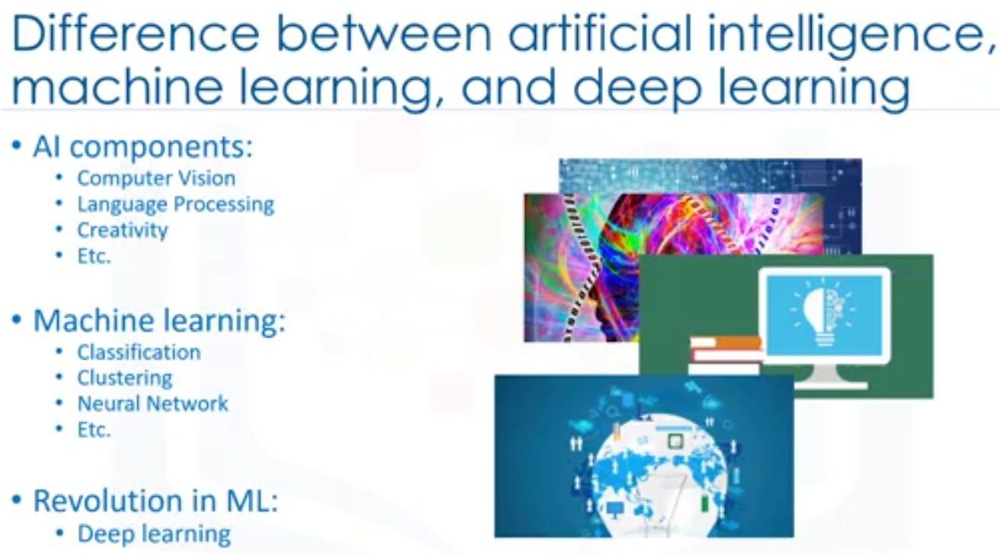 Difference between artificial intelligence,
machine learning, and deep learning
• AI components:
• Computer Vision
• Language Processing
• Creativity
• Etc.
• Machine learning:
• Classification
• Clustering
• Neural Network
• Etc.
• Revolution in ML:
• Deep learning